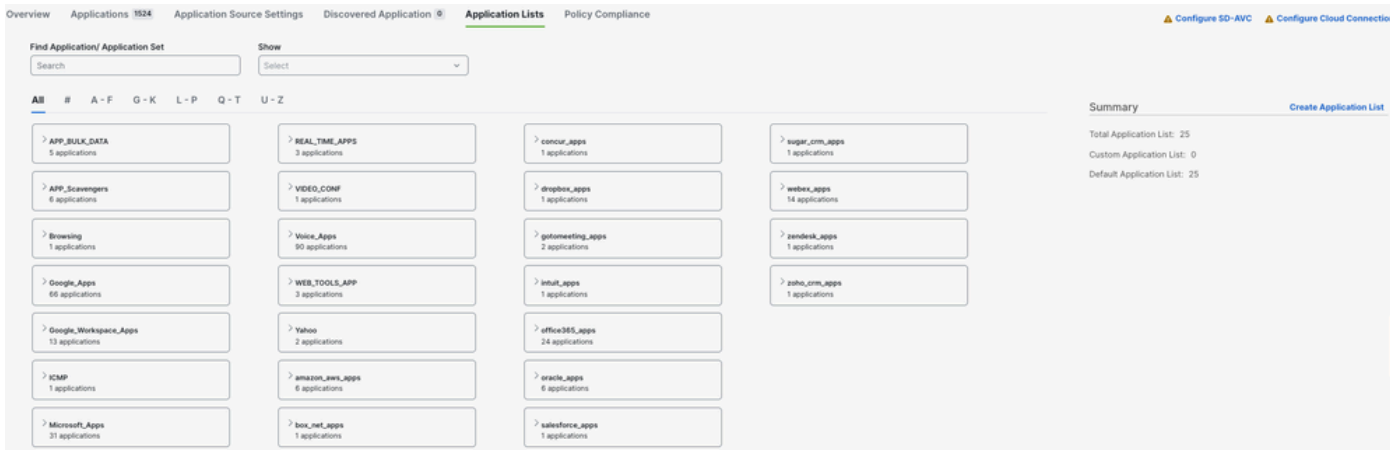 Overview Applications 1524 Application Source Settings Discovered Application 0 Application Lists Policy Compliance
Configure SD-AVC Configure Cloud Connection
Find Application/ Application Set
Show
Search
Select
All # A - F G - K L - P Q - T U - Z
APP_BULK_DATA
5 applications
REAL_TIME_APPS
3 applications
concur_apps
1 applications
sugar_crm_apps
1 applications
APP_Scavengers
6 applications
VIDEO_CONF
1 applications
dropbox_apps
1 applications
webex_apps
14 applications
Browsing
1 applications
Voice_Apps
90 applications
gotomeeting_apps
2 applications
zendesk_apps
1 applications
Google_Apps
66 applications
WEB_TOOLS_APP
3 applications
intuit_apps
1 applications
zoho_crm_apps
1 applications
Google_Workspace_Apps
13 applications
Yahoo
2 applications
office365_apps
24 applications
ICMP
1 applications
amazon_aws_apps
6 applications
oracle_apps
6 applications
Microsoft_Apps
31 applications
box_net_apps
1 applications
salesforce_apps
1 applications
Summary
Create Application List
Total Application List: 25
Custom Application List: 0
Default Application List: 25